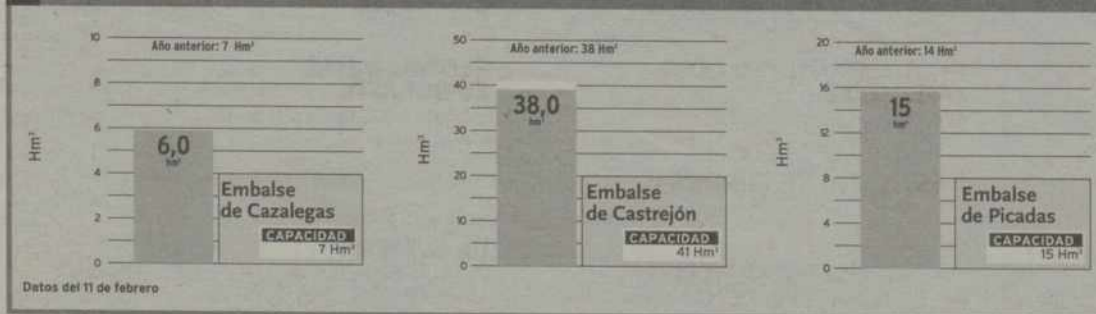 Hm³
10
8
6
4
2
0
Año anterior: 7 Hm³
6,0
hm³
Embalse
de Cazalegas
CAPACIDAD
7 Hm³
Hm³
50
40
30
20
10
0
Año anterior: 38 Hm³
38,0
hm³
Embalse
de Castrejón
CAPACIDAD
41 Hm³
Hm³
20
16
12
8
4
0
Año anterior: 14 Hm³
15
hm³
Embalse
de Picadas
CAPACIDAD
15 Hm³
Datos del 11 de febrero